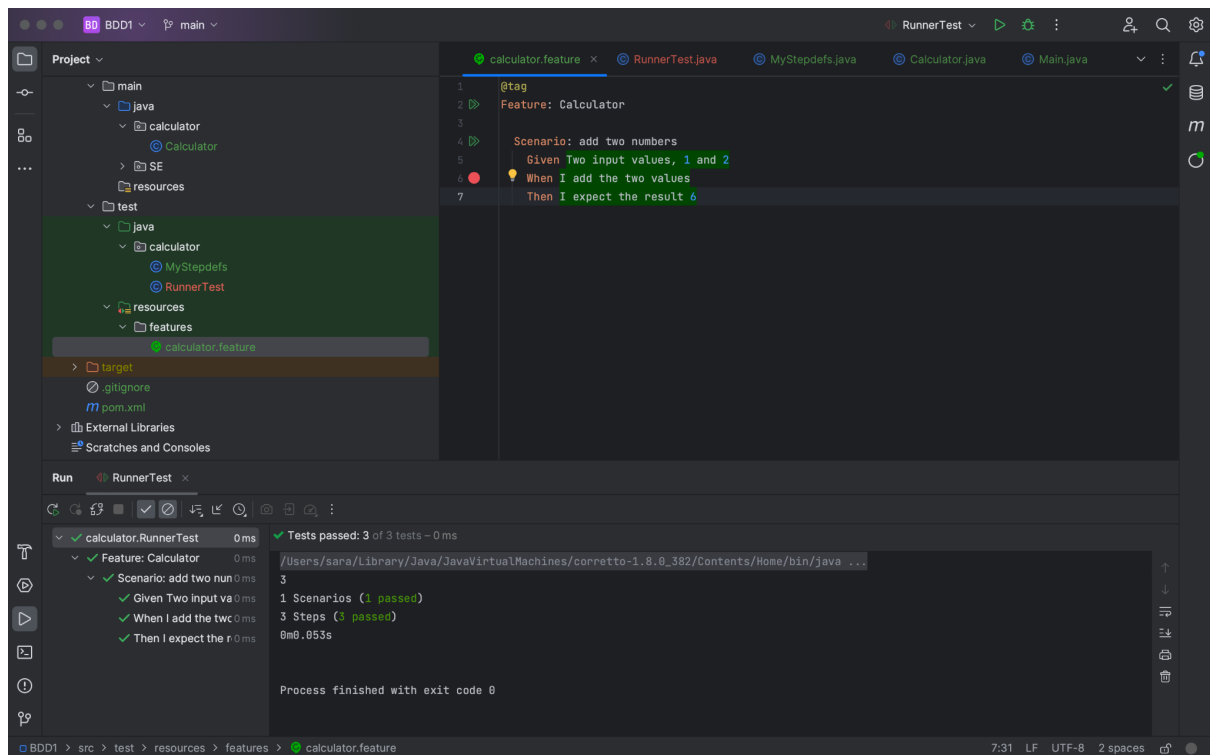 BD BDD1 main RunnerTest
Project
calculator.feature RunnerTest.java MyStepdefs.java Calculator.java Main.java
main
java
calculator
Calculator
SE
resources
test
java
calculator
MyStepdefs
RunnerTest
resources
features
calculator.feature
target
.gitignore
m pom.xml
External Libraries
Scratches and Consoles
1 @tag
2 Feature: Calculator
3
4 Scenario: add two numbers
5 Given Two input values, 1 and 2
6 When I add the two values
7 Then I expect the result 6
m
Run RunnerTest
calculator.RunnerTest 0 ms
Feature: Calculator 0 ms
Scenario: add two num 0 ms
Given Two input va 0 ms
When I add the twc 0 ms
Then I expect the r 0 ms
Tests passed: 3 of 3 tests – 0 ms
/Users/sara/Library/Java/JavaVirtualMachines/corretto-1.8.0_382/Contents/Home/bin/java ...
3
1 Scenarios (1 passed)
3 Steps (3 passed)
0m0.053s
Process finished with exit code 0
BDD1 > src > test > resources > features > calculator.feature 7:31 LF UTF-8 2 spaces